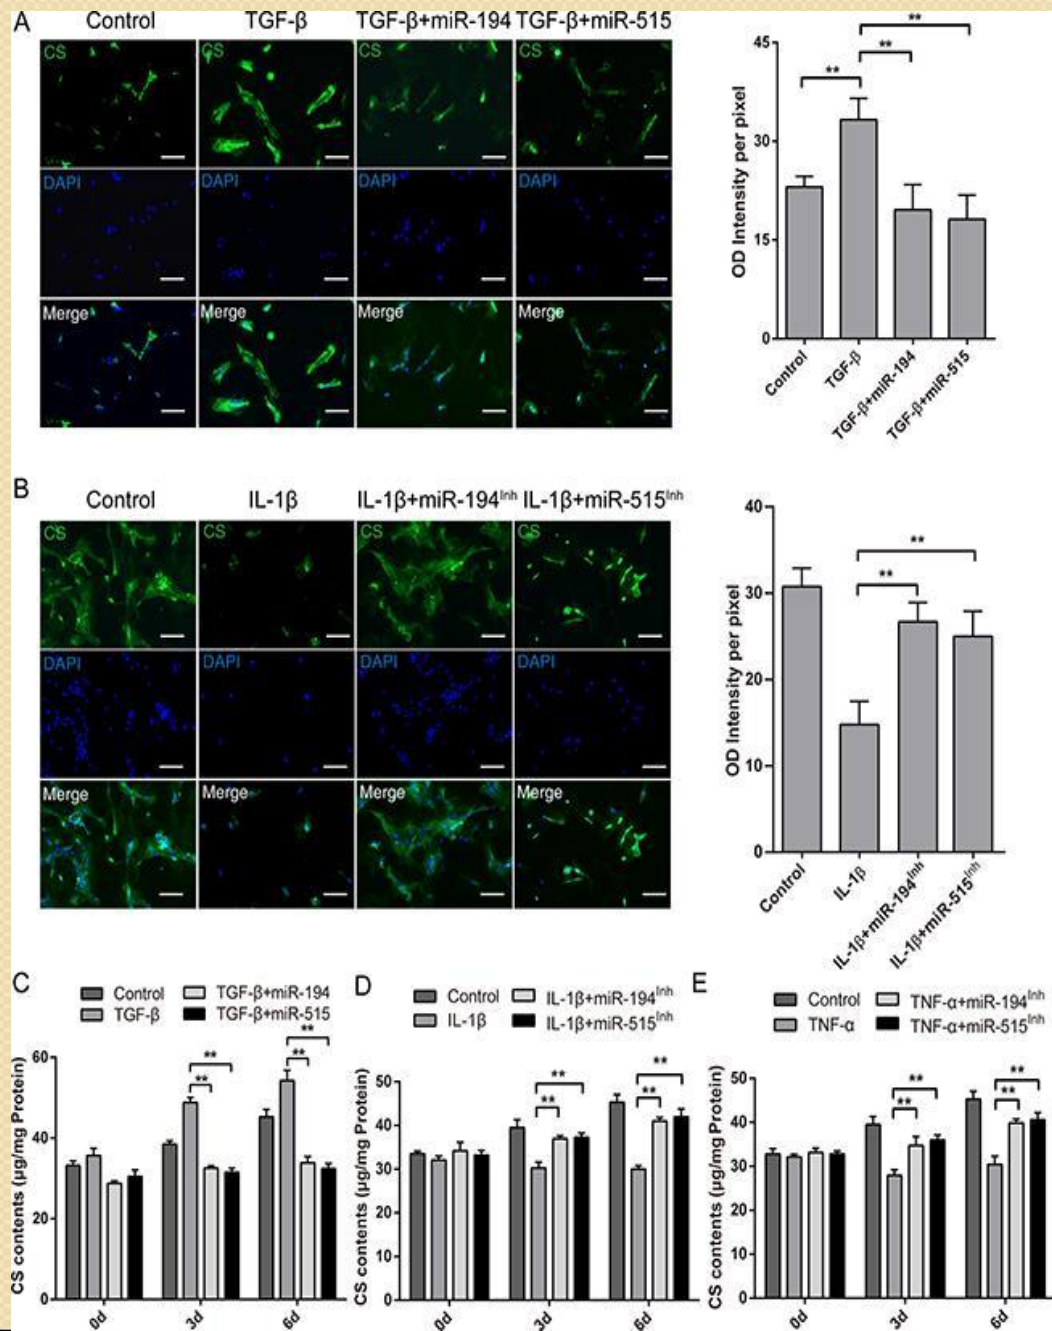 A
Control TGF-β TGF-β+miR-194 TGF-β+miR-515
CS CS CS CS
DAPI DAPI DAPI DAPI
Merge Merge Merge Merge
OD Intensity per pixel
45
30
15
0
** ** **
Control TGF-β TGF-β+miR-194 TGF-β+miR-515
B
Control IL-1β IL-1β+miR-194Inh IL-1β+miR-515Inh
CS CS CS CS
DAPI DAPI DAPI DAPI
Merge Merge Merge Merge
OD Intensity per pixel
40
30
20
10
0
** **
Control IL-1β IL-1β+miR-194Inh IL-1β+miR-515Inh
C
Control TGF-β+miR-194
TGF-β TGF-β+miR-515
CS contents (µg/mg Protein)
60
40
20
0
** ** ** **
0d 3d 6d
D
Control IL-1β+miR-194Inh
IL-1β IL-1β+miR-515Inh
CS contents (µg/mg Protein)
50
40
30
20
10
0
** ** ** **
0d 3d 6d
E
Control TNF-α+miR-194Inh
TNF-α TNF-α+miR-515Inh
CS contents (µg/mg Protein)
50
40
30
20
10
0
** ** ** **
0d 3d 6d